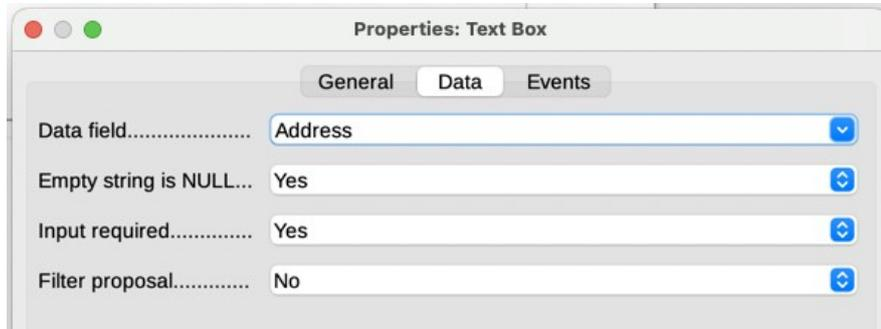 Properties: Text Box
General Data Events
Data field..................... Address
Empty string is NULL... Yes
Input required.............. Yes
Filter proposal............. No